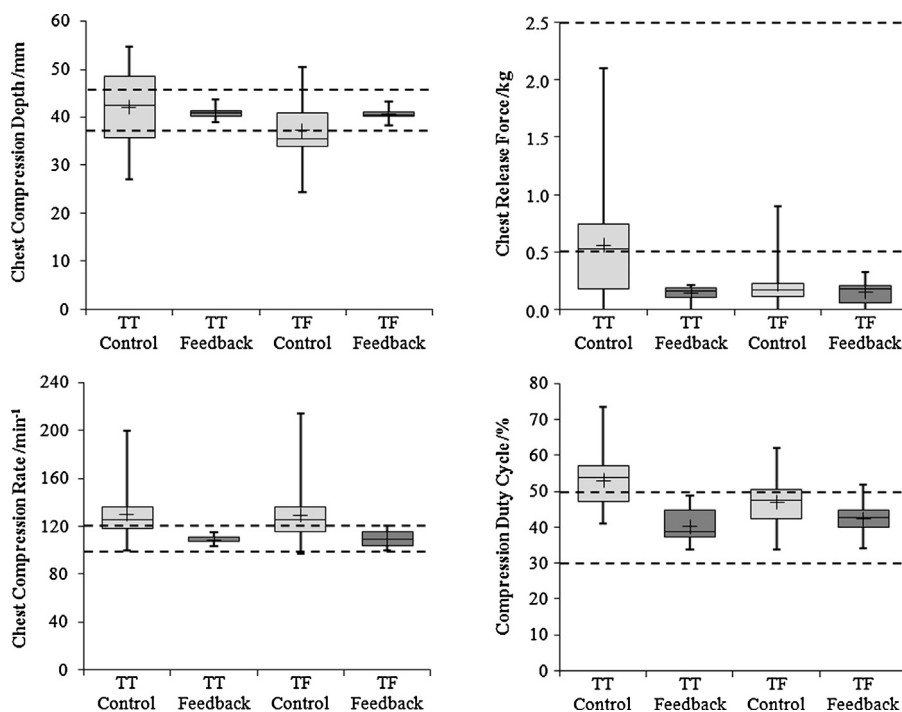 Chest Compression Depth /mm
60
50
40
30
20
10
0
TT TT TF TF
Control Feedback Control Feedback
Chest Release Force/kg
2.5
2.0
1.5
1.0
0.5
0.0
TT TT TF TF
Control Feedback Control Feedback
Chest Compression Rate /min⁻¹
240
200
160
120
80
40
0
TT TT TF TF
Control Feedback Control Feedback
Compression Duty Cycle/%
80
70
60
50
40
30
20
10
0
TT TT TF TF
Control Feedback Control Feedback